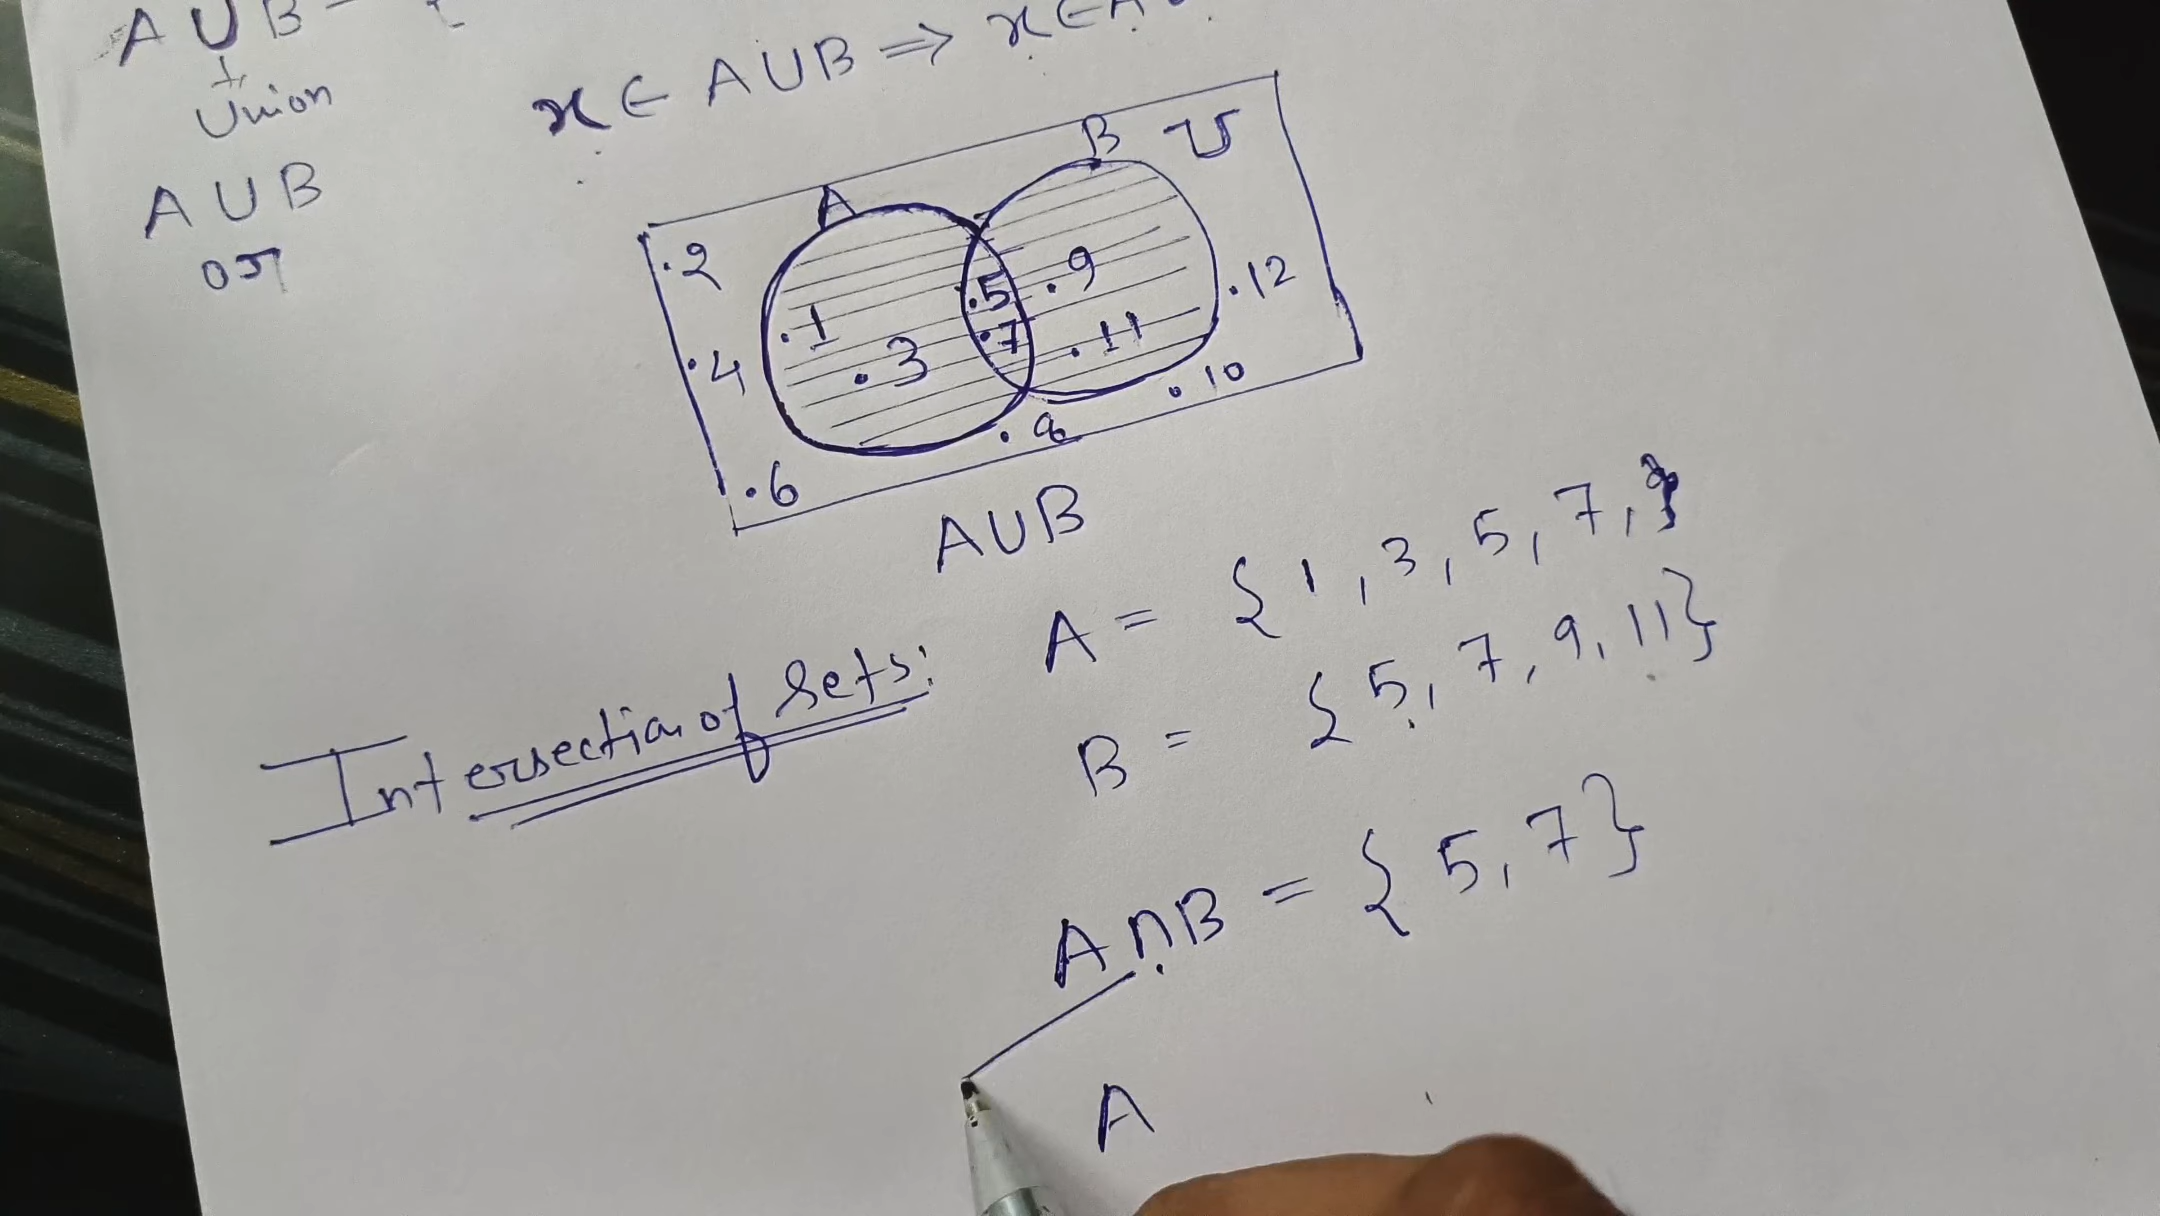 A ∪ B
Union
x ∈ A∪B ⇒ x ∈ A
A ∪ B
or
A
B
U
.2
.1
.3
.5
.7
.9
.11
.12
.4
.10
.8
.6
A∪B
A = {1, 3, 5, 7, }
B = {5, 7, 9, 11}
Intersection of Sets:
A∩B = {5, 7}
A